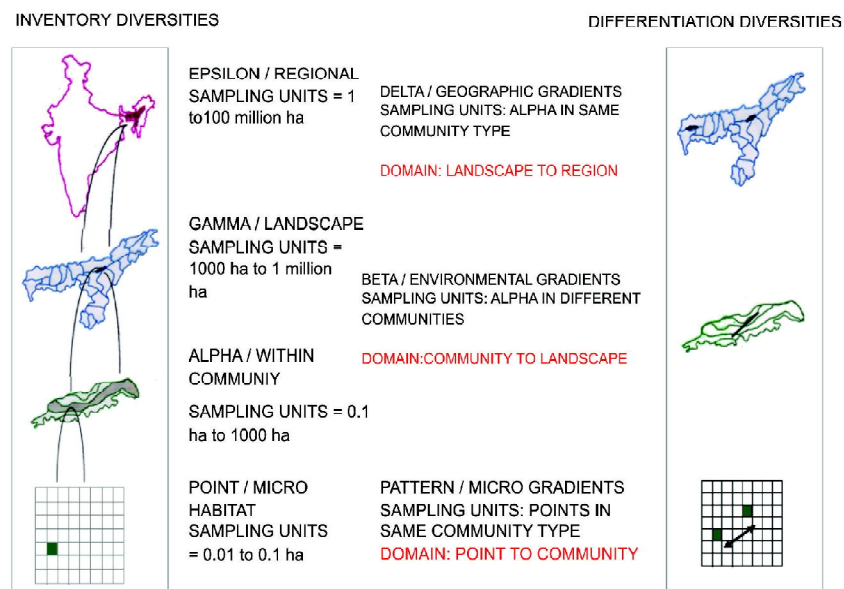 INVENTORY DIVERSITIES
DIFFERENTIATION DIVERSITIES
EPSILON / REGIONAL
SAMPLING UNITS = 1
to100 million ha
DELTA / GEOGRAPHIC GRADIENTS
SAMPLING UNITS: ALPHA IN SAME
COMMUNITY TYPE
DOMAIN: LANDSCAPE TO REGION
GAMMA / LANDSCAPE
SAMPLING UNITS =
1000 ha to 1 million
ha
BETA / ENVIRONMENTAL GRADIENTS
SAMPLING UNITS: ALPHA IN DIFFERENT
COMMUNITIES
DOMAIN:COMMUNITY TO LANDSCAPE
ALPHA / WITHIN
COMMUNIY
SAMPLING UNITS = 0.1
ha to 1000 ha
POINT / MICRO
HABITAT
SAMPLING UNITS
= 0.01 to 0.1 ha
PATTERN / MICRO GRADIENTS
SAMPLING UNITS: POINTS IN
SAME COMMUNITY TYPE
DOMAIN: POINT TO COMMUNITY